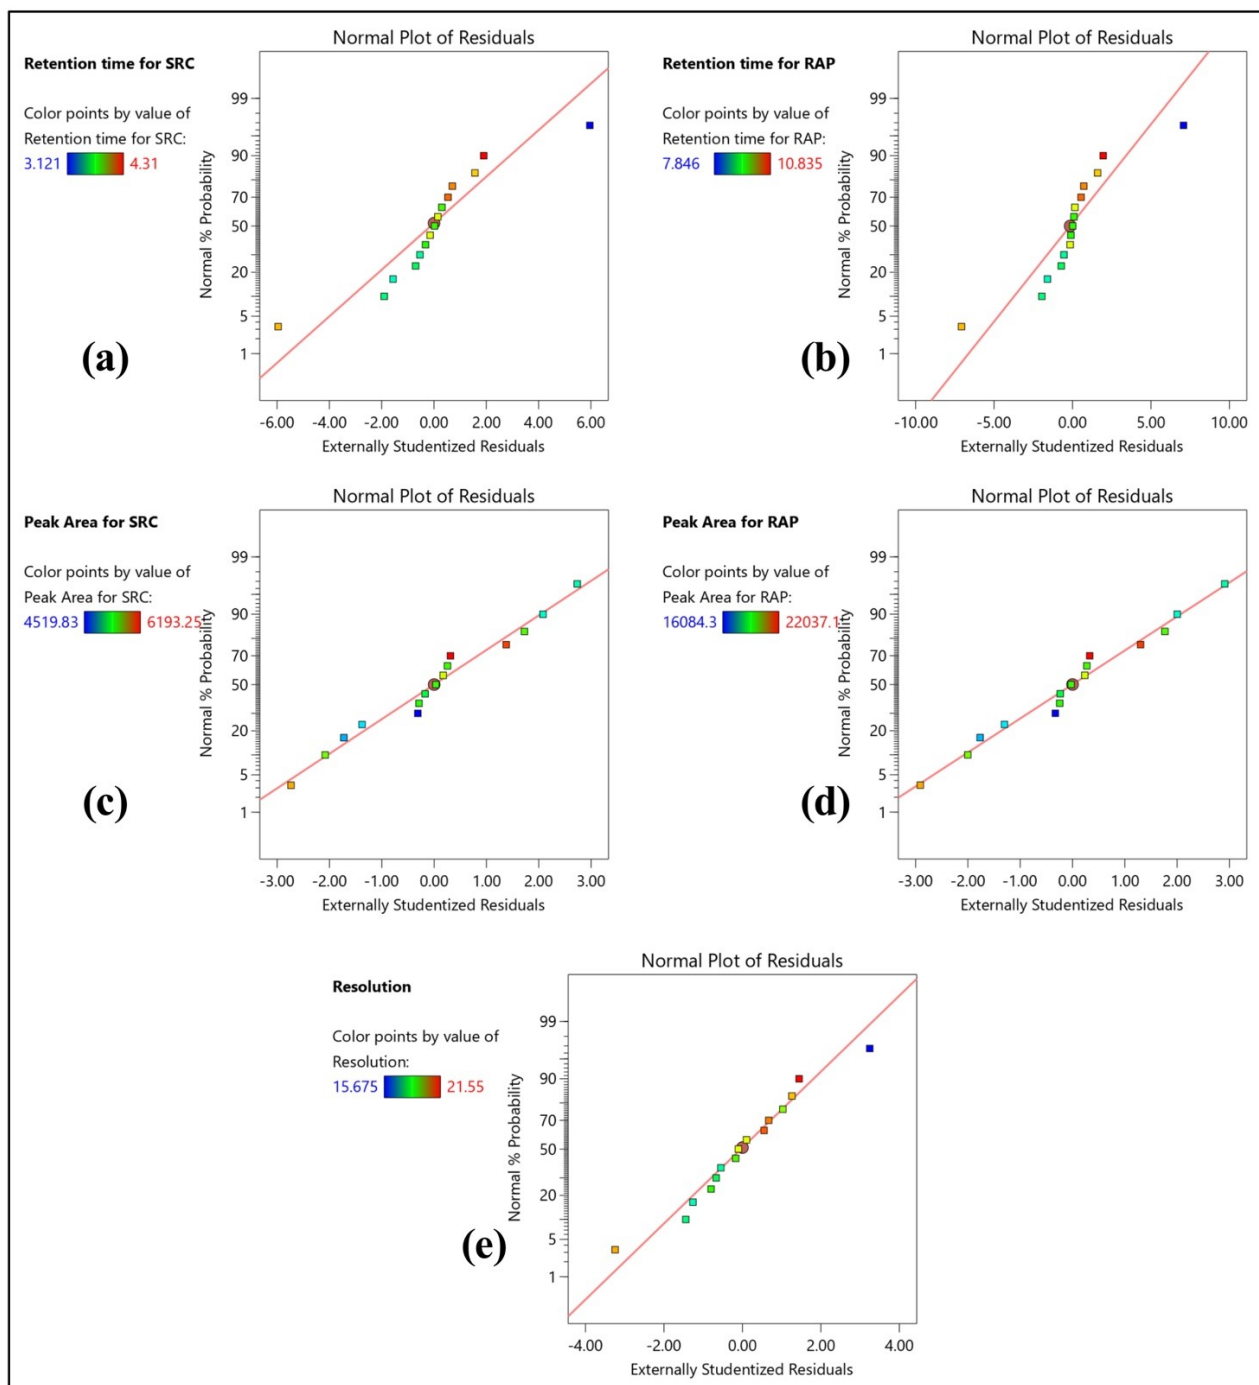 Normal Plot of Residuals
Retention time for SRC
Color points by value of
Retention time for SRC:
3.121 4.31
Normal % Probability
99
90
70
50
20
5
1
-6.00 -4.00 -2.00 0.00 2.00 4.00 6.00
Externally Studentized Residuals
(a)
Normal Plot of Residuals
Retention time for RAP
Color points by value of
Retention time for RAP:
7.846 10.835
Normal % Probability
99
90
70
50
20
5
1
-10.00 -5.00 0.00 5.00 10.00
Externally Studentized Residuals
(b)
Normal Plot of Residuals
Peak Area for SRC
Color points by value of
Peak Area for SRC:
4519.83 6193.25
Normal % Probability
99
90
70
50
20
5
1
-3.00 -2.00 -1.00 0.00 1.00 2.00 3.00
Externally Studentized Residuals
(c)
Normal Plot of Residuals
Peak Area for RAP
Color points by value of
Peak Area for RAP:
16084.3 22037.1
Normal % Probability
99
90
70
50
20
5
1
-3.00 -2.00 -1.00 0.00 1.00 2.00 3.00
Externally Studentized Residuals
(d)
Normal Plot of Residuals
Resolution
Color points by value of
Resolution:
15.675 21.55
Normal % Probability
99
90
70
50
20
5
1
-4.00 -2.00 0.00 2.00 4.00
Externally Studentized Residuals
(e)